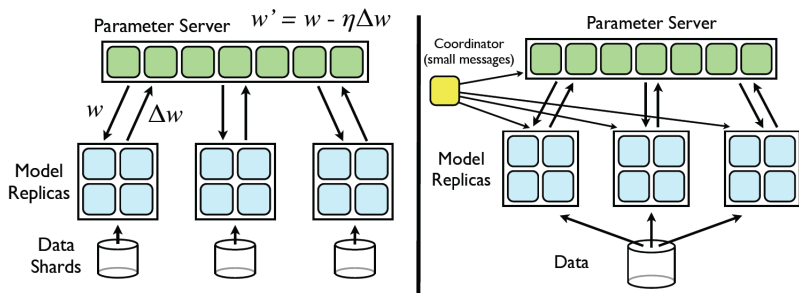 Parameter Server
w' = w - ηΔw
w
Δw
Model
Replicas
Data
Shards
Parameter Server
Coordinator
(small messages)
Model
Replicas
Data